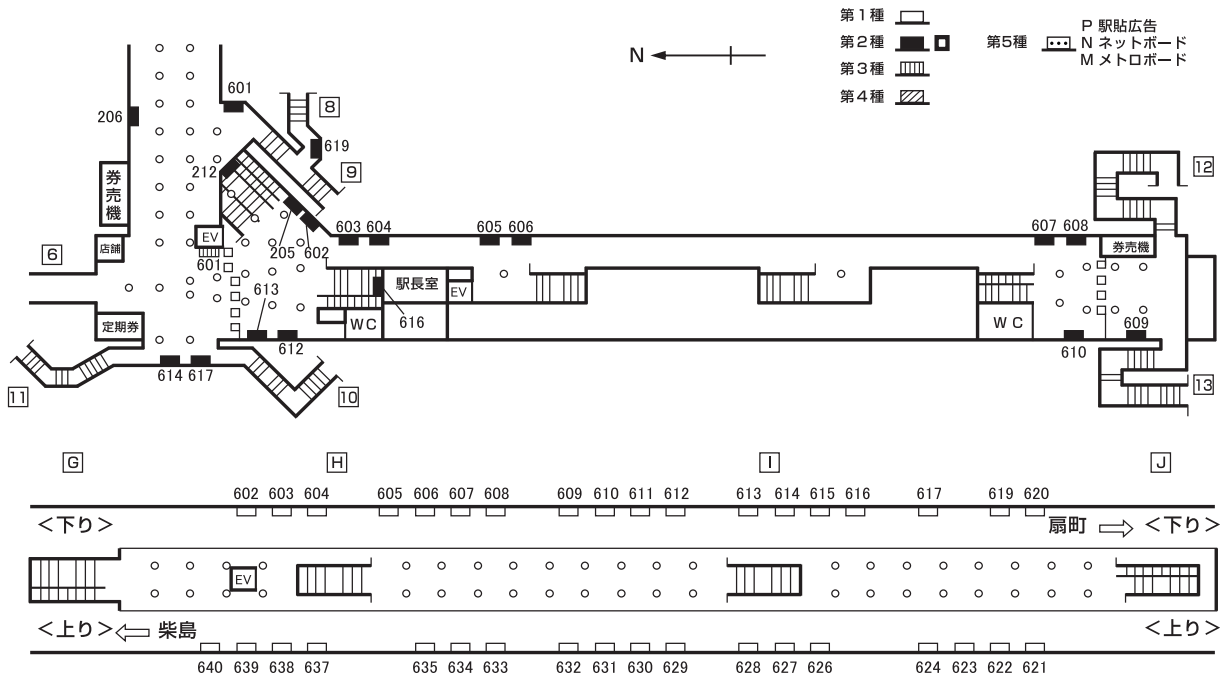 第1種
第2種
第3種
第4種
第5種
P 駅貼広告
N ネットボード
M メトロボード
N
601
8
206
619
212
9
12
券売機
603
604
605
606
607
608
EV
205
602
券売機
店舗
6
601
613
駅長室
EV
616
定期券
WC
WC
612
609
610
614
617
11
10
13
G
H
I
J
602
603
604
605
606
607
608
609
610
611
612
613
614
615
616
617
619
620
<下り>
扇町
<下り>
EV
<上り>
柴島
<上り>
640
639
638
637
635
634
633
632
631
630
629
628
627
626
624
623
622
621